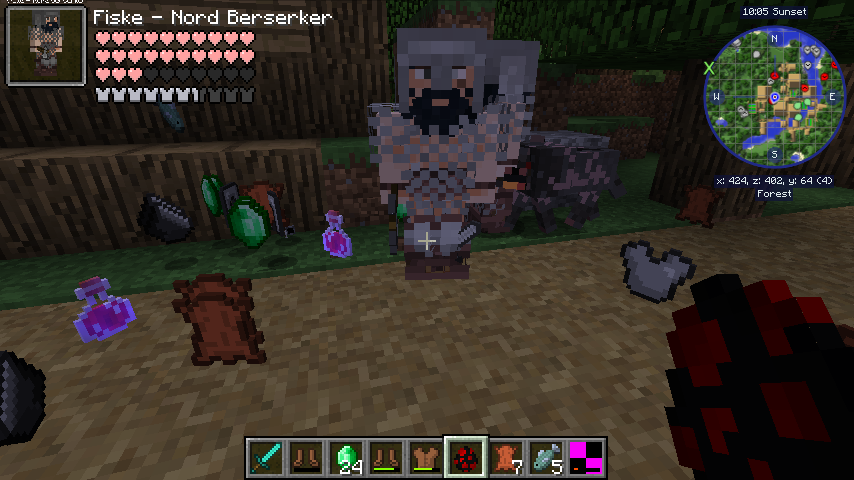 Fiske - Nord Berserker
10:05 Sunset
N
X
W
E
S
x: 424, z: 402, y: 64 (4)
Forest
24
7
5